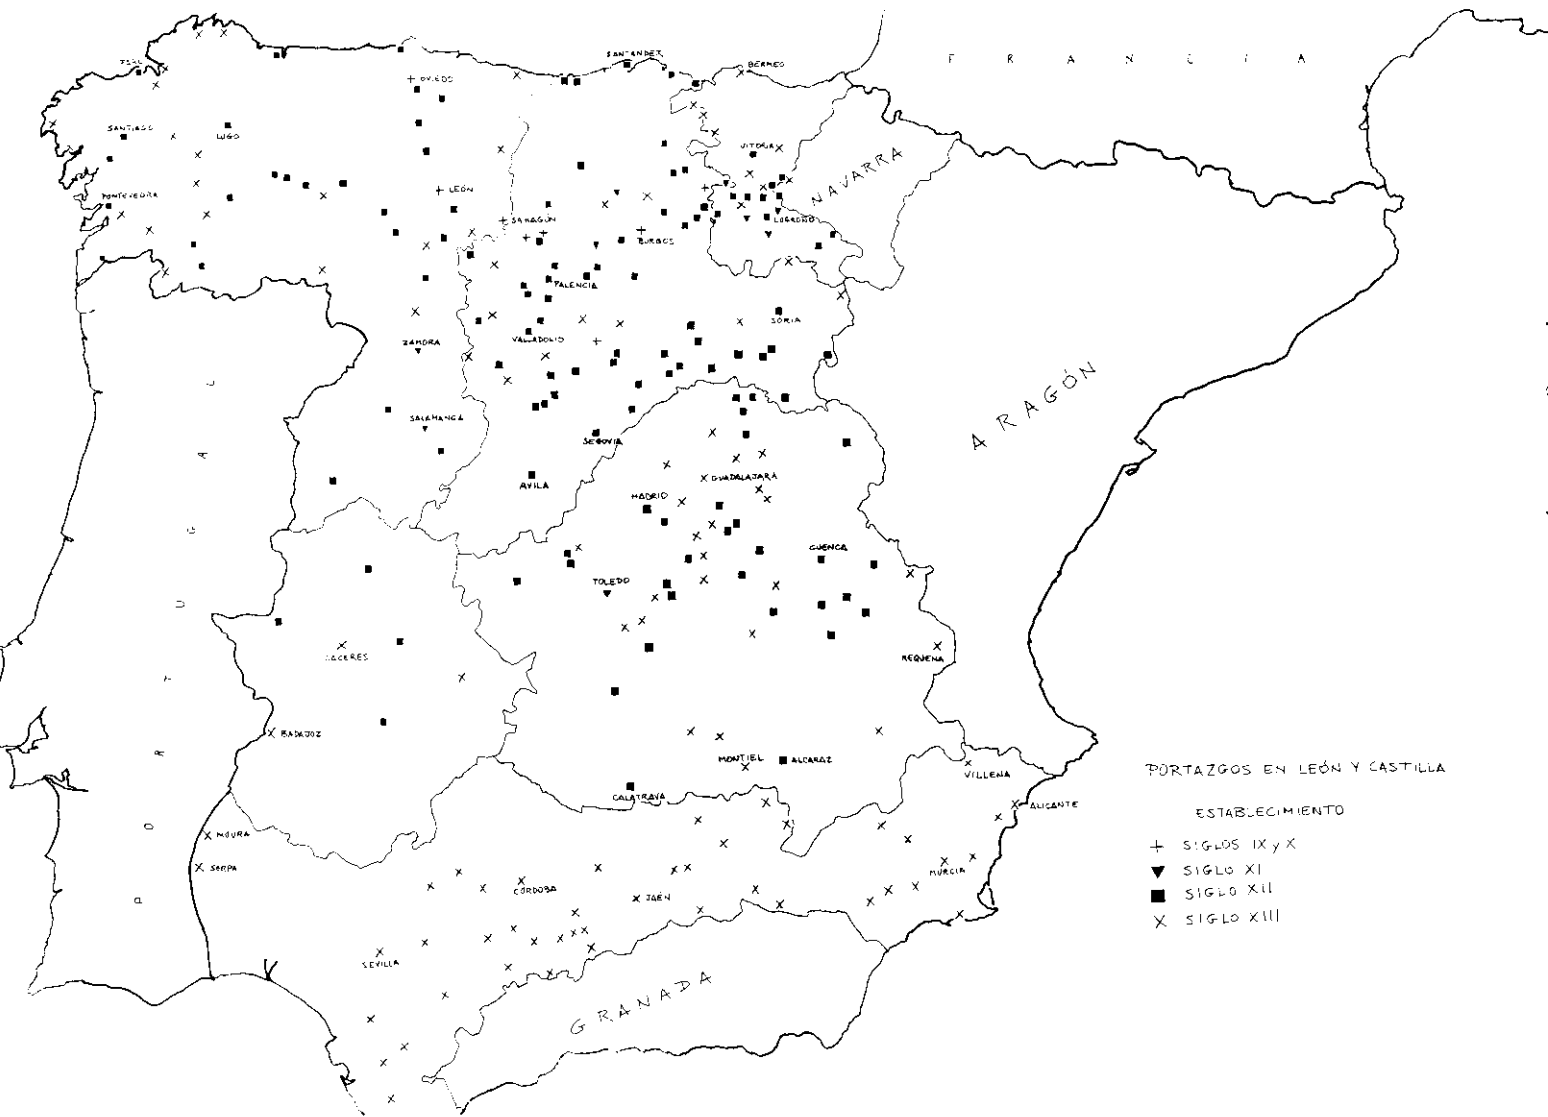 FRANCIA
SANTANDER
BERMEO
OVIEDO
SANTIAGO
LUGO
VITORIA
NAVARRA
LEÓN
PONTEVEDRA
SAHAGÚN
LOGROÑO
BURGOS
PALENCIA
SORIA
ZAMORA
VALLADOLID
ARAGÓN
SALAMANCA
SEGOVIA
AVILA
GUADALAJARA
MADRID
PORTUGAL
CUENCA
TOLEDO
CACERES
REQUENA
BADAJOZ
MONTIEL
ALCARAZ
VILLENA
CALATRAVA
ALICANTE
MOURA
SERPA
CÓRDOBA
JAÉN
MURCIA
SEVILLA
GRANADA
PORTAZGOS EN LEÓN Y CASTILLA
ESTABLECIMIENTO
+ SIGLOS IX y X
▼ SIGLO XI
■ SIGLO XII
X SIGLO XIII